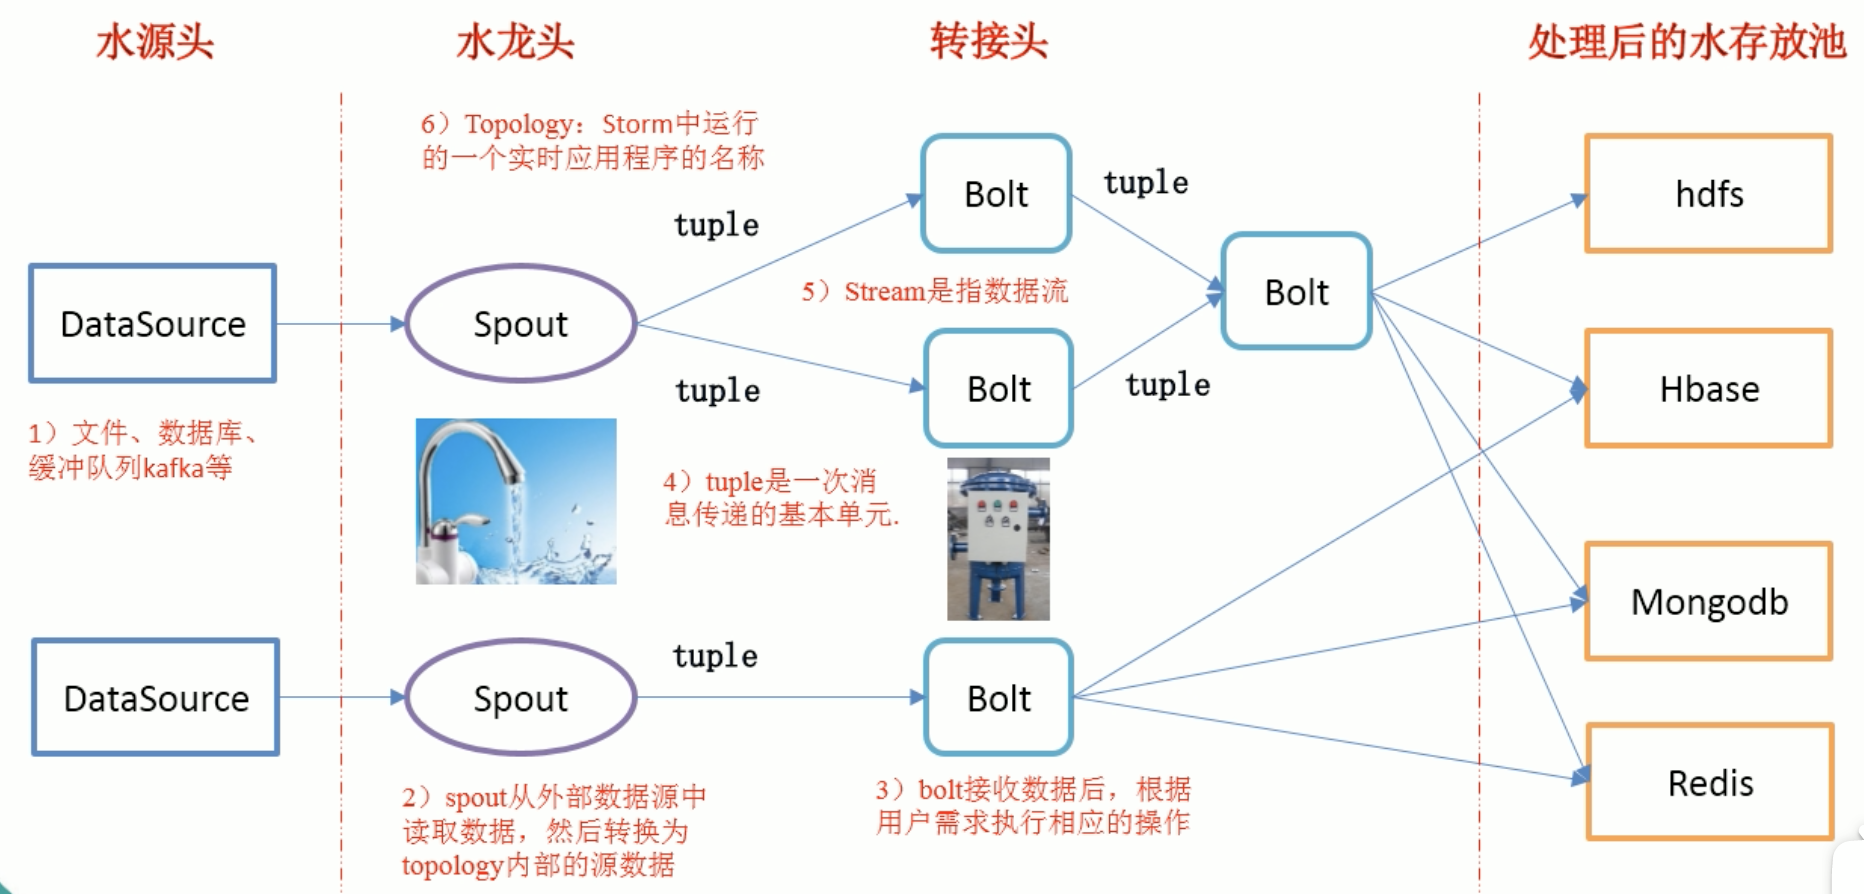 水源头
水龙头
转接头
处理后的水存放池
6）Topology：Storm中运行
的一个实时应用程序的名称
Bolt
tuple
hdfs
tuple
DataSource
Spout
5）Stream是指数据流
Bolt
tuple
Bolt
tuple
Hbase
1）文件、数据库、
缓冲队列kafka等
4）tuple是一次消
息传递的基本单元.
Mongodb
DataSource
Spout
tuple
Bolt
Redis
2）spout从外部数据源中
读取数据，然后转换为
topology内部的源数据
3）bolt接收数据后，根据
用户需求执行相应的操作